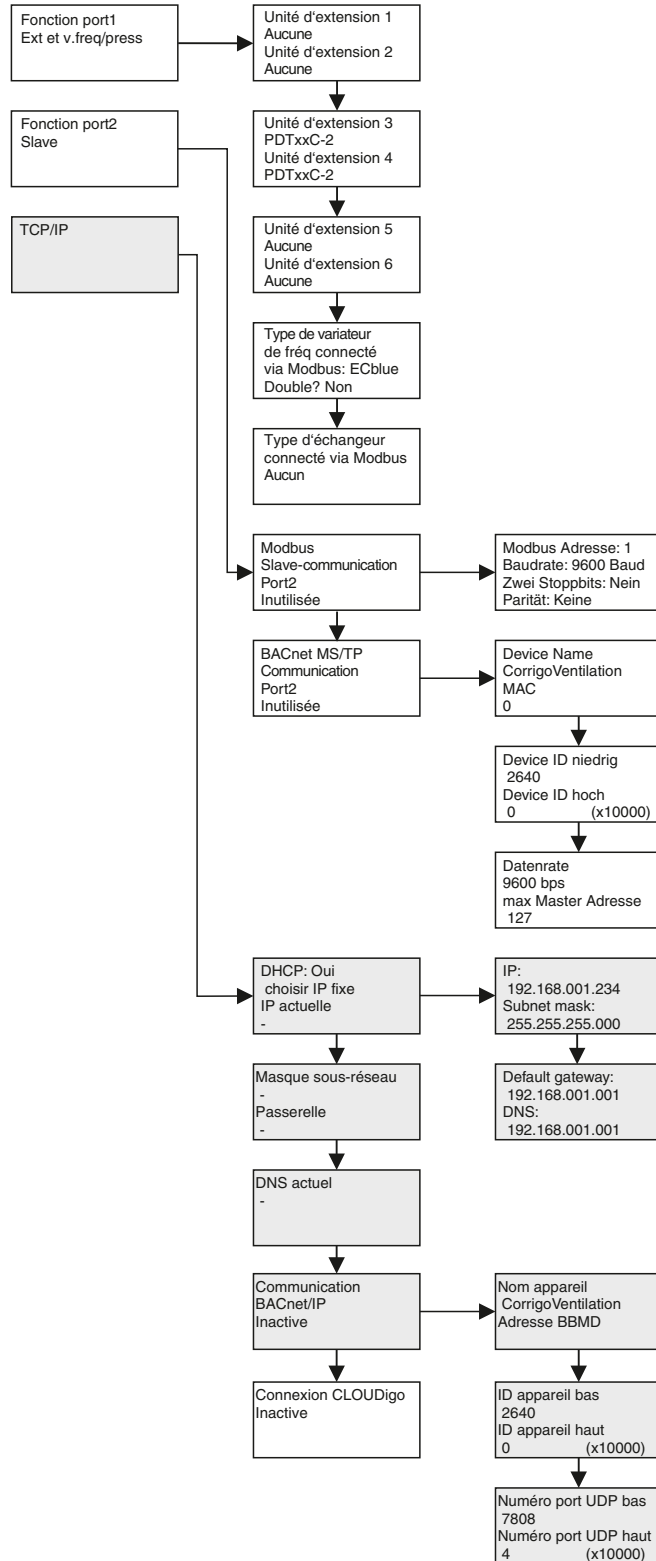 Fonction port1
Ext et v.freq/press
Unité d‘extension 1
Aucune
Unité d‘extension 2
Aucune
Fonction port2
Slave
Unité d‘extension 3
PDTxxC-2
Unité d‘extension 4
PDTxxC-2
TCP/IP
Unité d‘extension 5
Aucune
Unité d‘extension 6
Aucune
Type de variateur
de fréq connecté
via Modbus: ECblue
Double? Non
Type d‘échangeur
connecté via Modbus
Aucun
Modbus
Slave-communication
Port2
Inutilisée
Modbus Adresse: 1
Baudrate: 9600 Baud
Zwei Stoppbits: Nein
Parität: Keine
BACnet MS/TP
Communication
Port2
Inutilisée
Device Name
CorrigoVentilation
MAC
0
Device ID niedrig
2640
Device ID hoch
0 (x10000)
Datenrate
9600 bps
max Master Adresse
127
DHCP: Oui
choisir IP fixe
IP actuelle
-
IP:
192.168.001.234
Subnet mask:
255.255.255.000
Masque sous-réseau
-
Passerelle
-
Default gateway:
192.168.001.001
DNS:
192.168.001.001
DNS actuel
-
Communication
BACnet/IP
Inactive
Nom appareil
CorrigoVentilation
Adresse BBMD
Connexion CLOUDigo
Inactive
ID appareil bas
2640
ID appareil haut
0 (x10000)
Numéro port UDP bas
7808
Numéro port UDP haut
4 (x10000)